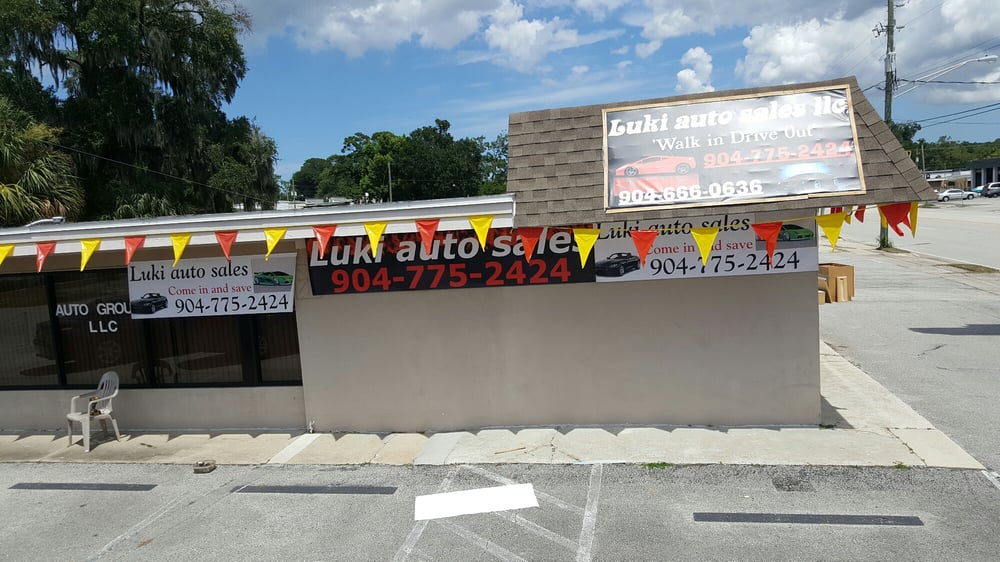 Luki auto sales llc
'Walk in Drive Out'
904-775-2424
904-666-0636
Luki auto sales
Come in and save
904-775-2424
Luki auto sales
904-775-2424
Luki auto sales
Come in and save
904-775-2424
AUTO GROU
LLC